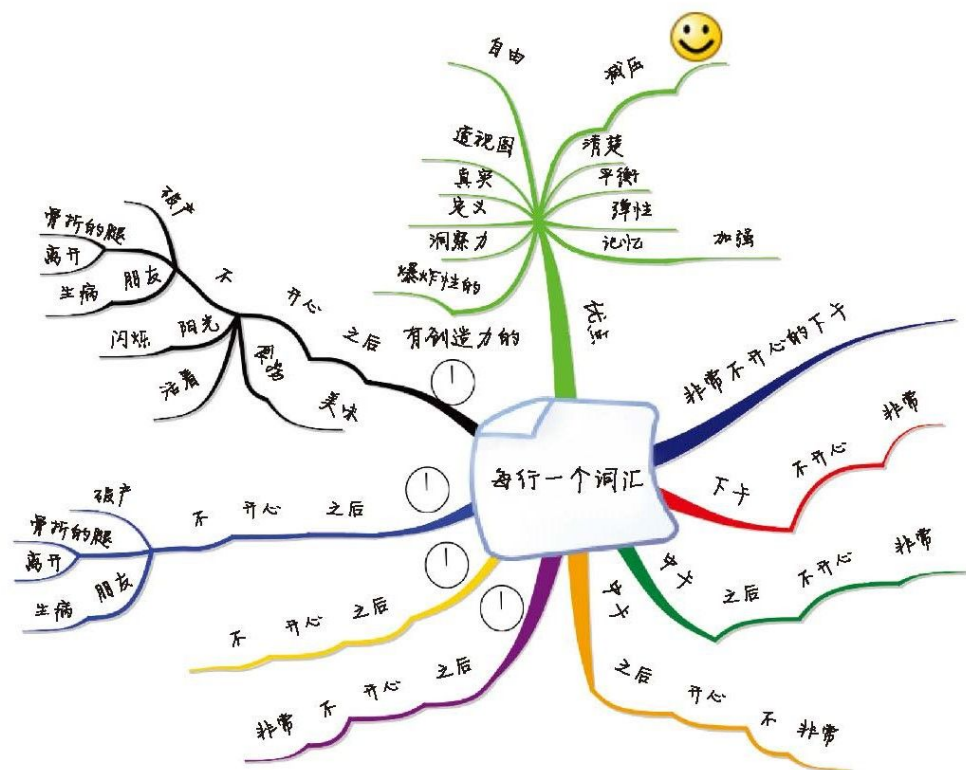 每行一个词汇
优点
自由
减压
透视图
真实
定义
洞察力
爆炸性的
有创造力的
清楚
平衡
弹性
记忆 加强
非常不开心的下午
下午 不开心 非常
中午 之后 不开心 非常
中午 之后 开心 不 非常
非常 不 开心 之后
不 开心 之后
不 开心 之后
破产
骨折的腿
离开
生病 朋友
不 开心 之后
破产
骨折的腿
离开
生病 朋友
闪烁 阳光
活着
美味